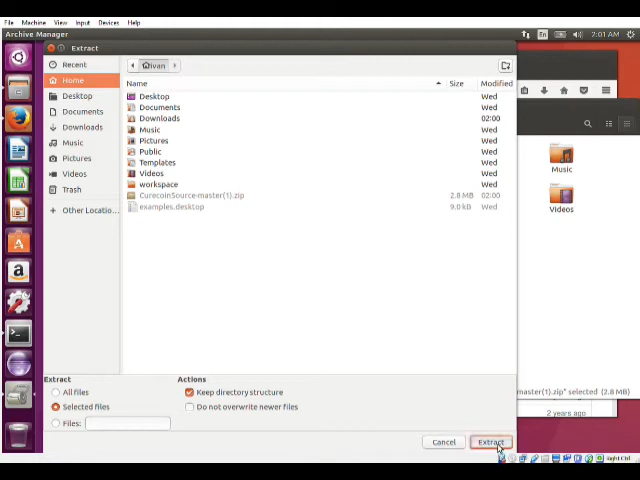 File Machine View Input Devices Help
Archive Manager
En
2:01 AM
Extract
Recent
Home
Desktop
Documents
Downloads
Music
Pictures
Videos
Trash
+ Other Locatio...
ivan
Name Size Modified
Desktop Wed
Documents Wed
Downloads 02:00
Music Wed
Pictures Wed
Public Wed
Templates Wed
Videos Wed
workspace Wed
CurecoinSource-master(1).zip 2.8 MB 02:00
examples.desktop 9.0 kB Wed
Music
Videos
Extract
All files
Selected files
Files:
Actions
Keep directory structure
Do not overwrite newer files
Cancel Extract
master(1).zip" selected (2.8 MB)
2 years ago
Right Ctrl